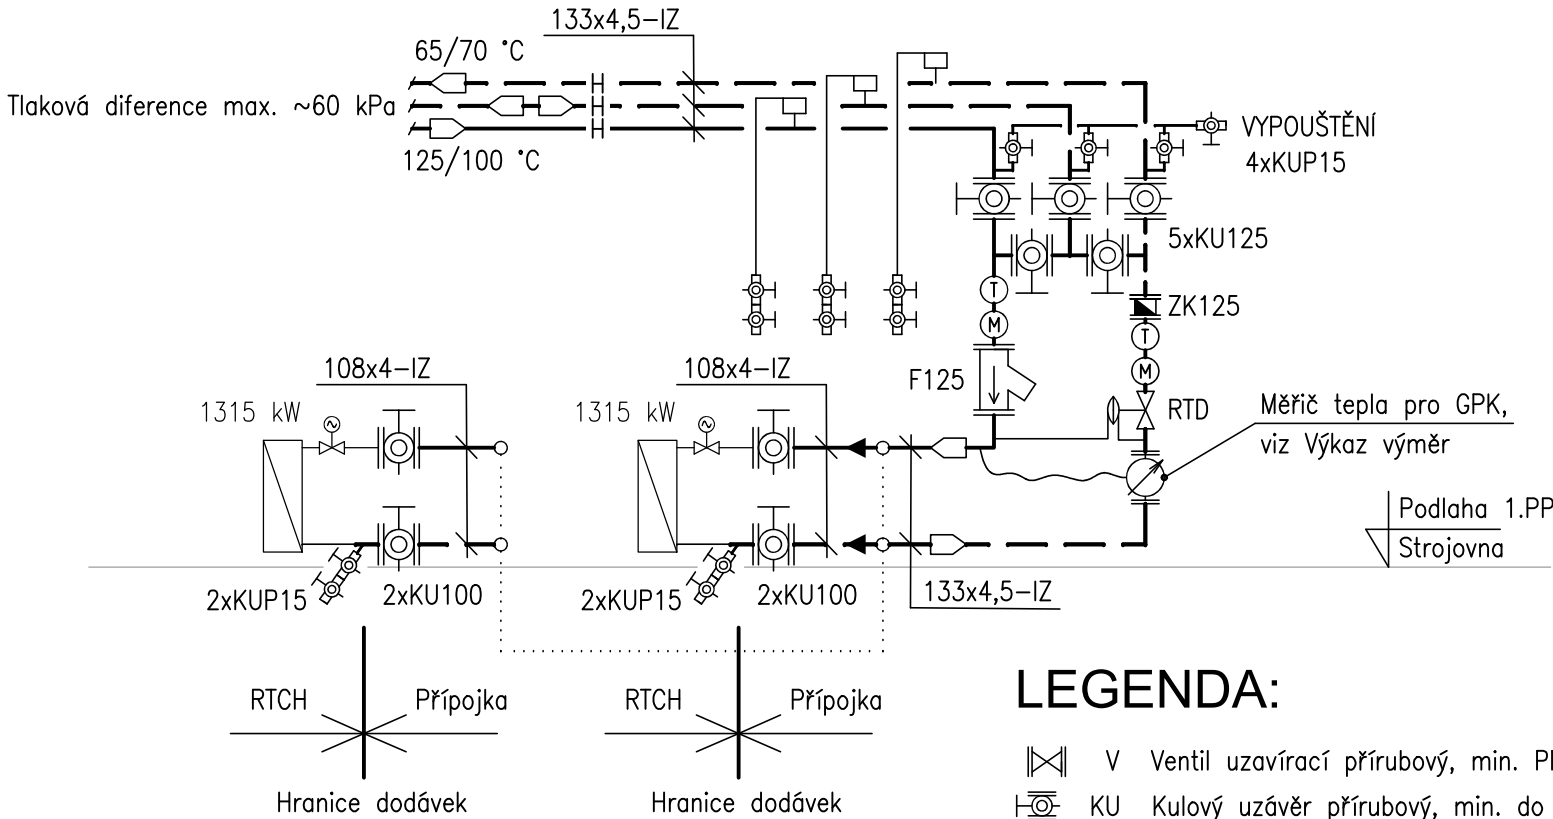 133x4,5-IZ
65/70 °C
Tlaková diference max. ~60 kPa
125/100 °C
VYPOUŠTĚNÍ
4xKUP15
5xKU125
T
M
ZK125
T
M
F125
RTD
108x4-IZ
108x4-IZ
1315 kW
1315 kW
Měřič tepla pro GPK,
viz Výkaz výměr
Podlaha 1.PP
Strojovna
2xKUP15
2xKU100
2xKUP15
2xKU100
133x4,5-IZ
RTCH
Přípojka
RTCH
Přípojka
Hranice dodávek
Hranice dodávek
LEGENDA:
V Ventil uzavírací přírubový, min.
KU Kulový uzávěr přírubový, min. do